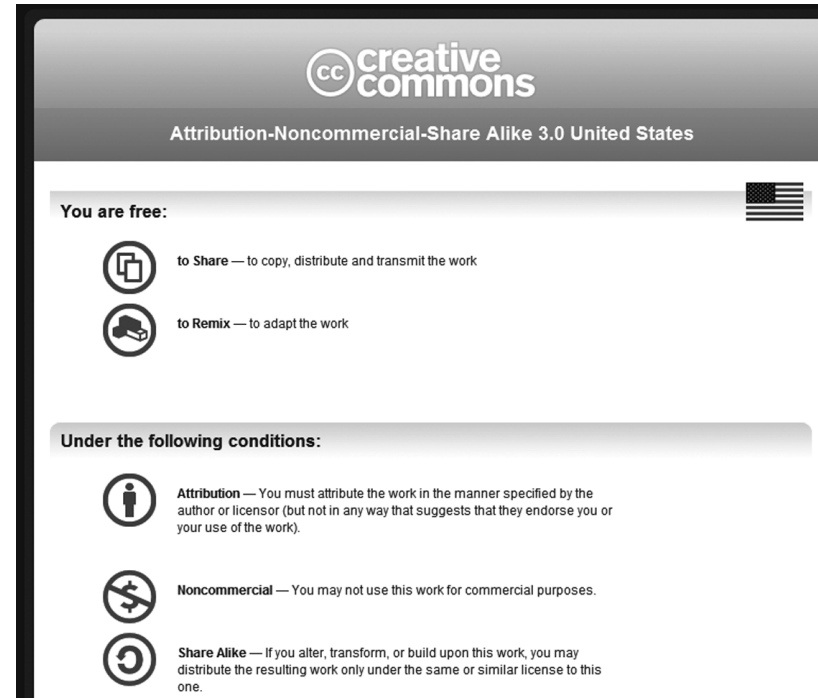 cc creative
commons
Attribution-Noncommercial-Share Alike 3.0 United States
You are free:
to Share — to copy, distribute and transmit the work
to Remix — to adapt the work
Under the following conditions:
Attribution — You must attribute the work in the manner specified by the
author or licensor (but not in any way that suggests that they endorse you or
your use of the work).
Noncommercial — You may not use this work for commercial purposes.
Share Alike — If you alter, transform, or build upon this work, you may
distribute the resulting work only under the same or similar license to this
one.